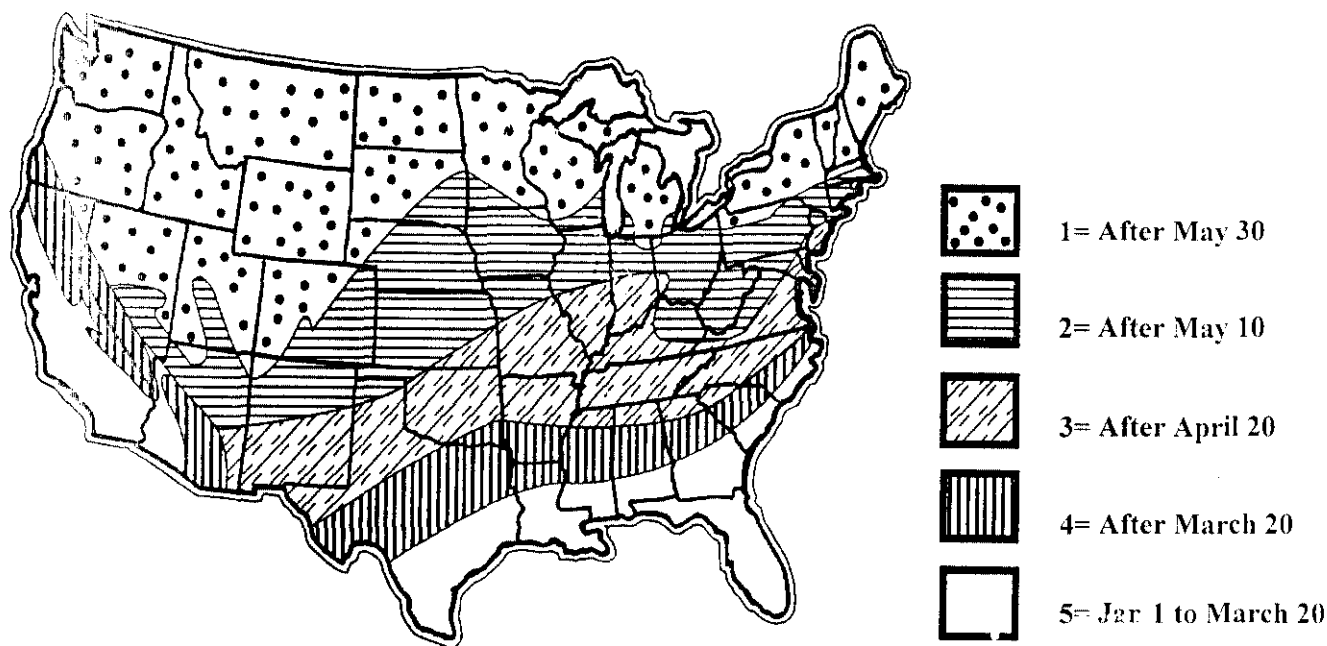 1= After May 30
2= After May 10
3= After April 20
4= After March 20
5= Jan 1 to March 20